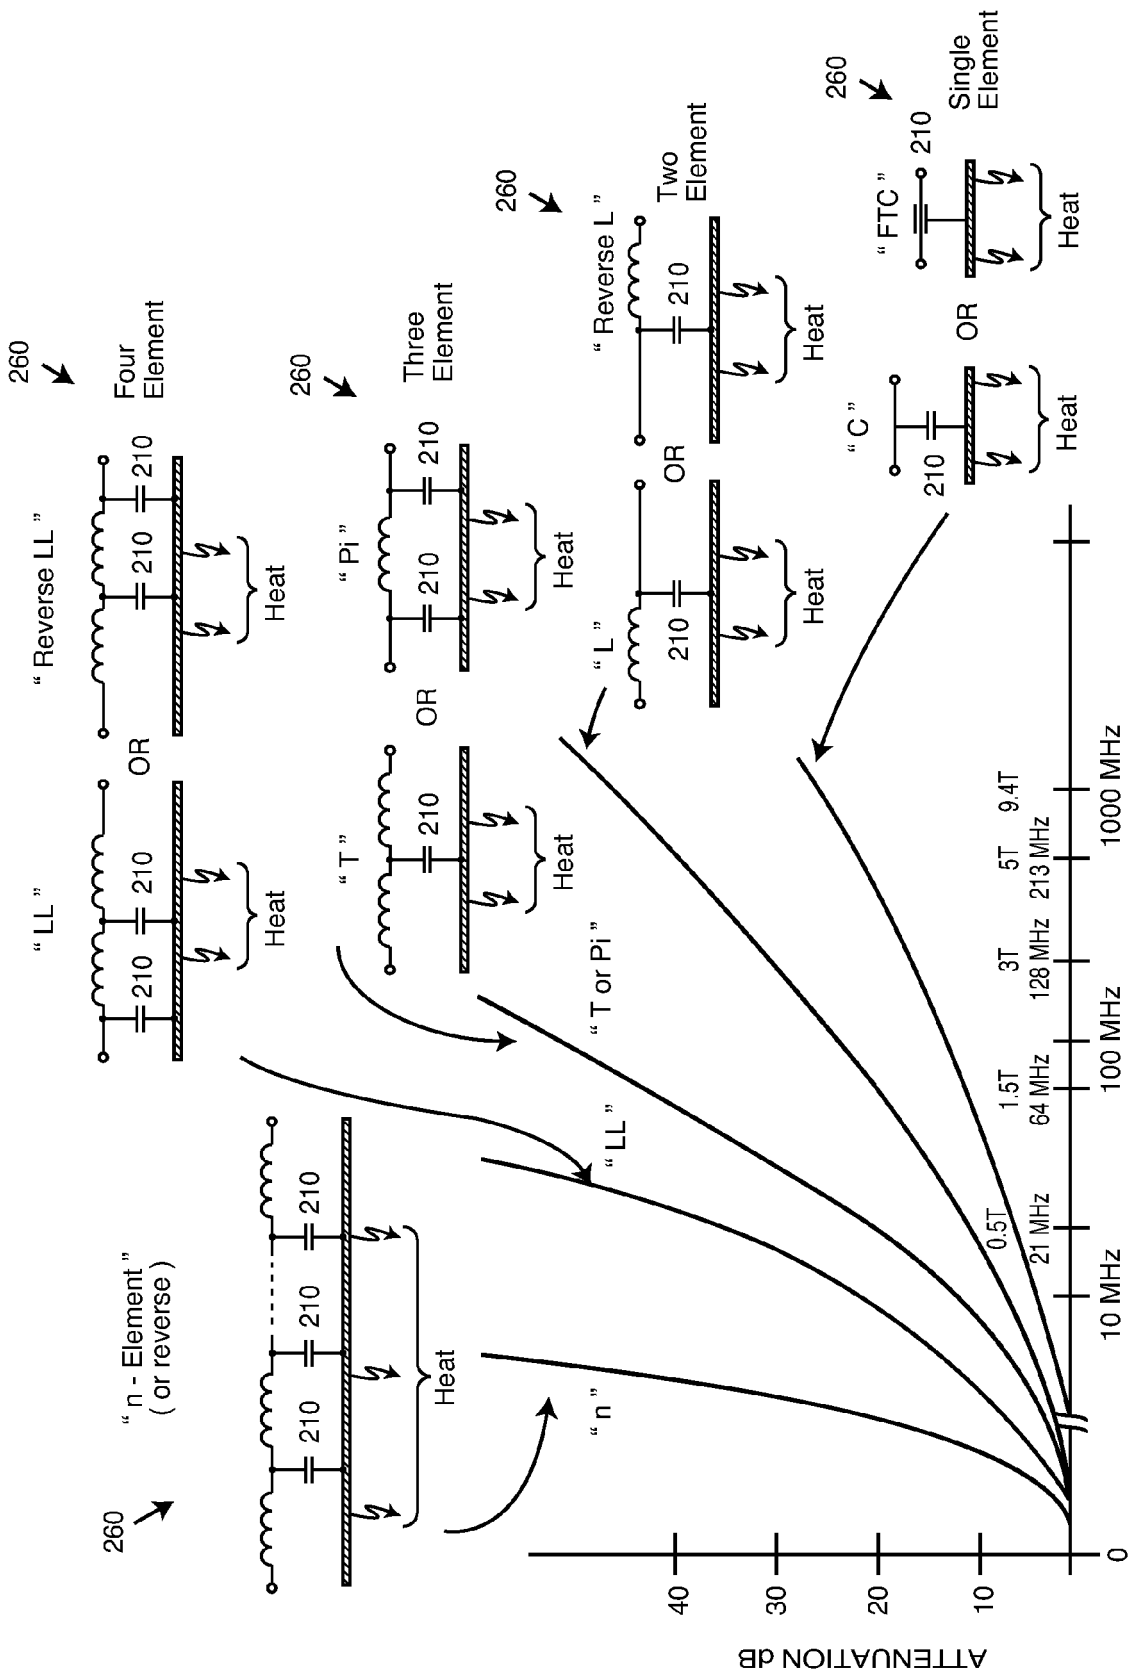 260
“ n - Element ”
( or reverse )
210
210
210
Heat
“ LL ”
210
210
Heat
OR
“ Reverse LL ”
210
210
Heat
260
Four
Element
“ T ”
210
Heat
OR
“ Pi ”
210
210
Heat
260
Three
Element
“ L ”
210
Heat
OR
“ Reverse L ”
210
Heat
260
Two
Element
“ C ”
210
Heat
OR
“ FTC ”
210
Heat
260
Single
Element
“ n ”
“ LL ”
“ T or Pi ”
ATTENUATION dB
40
30
20
10
0
0.5T
21 MHz
1.5T
64 MHz
3T
128 MHz
5T
213 MHz
9.4T
10 MHz
100 MHz
1000 MHz